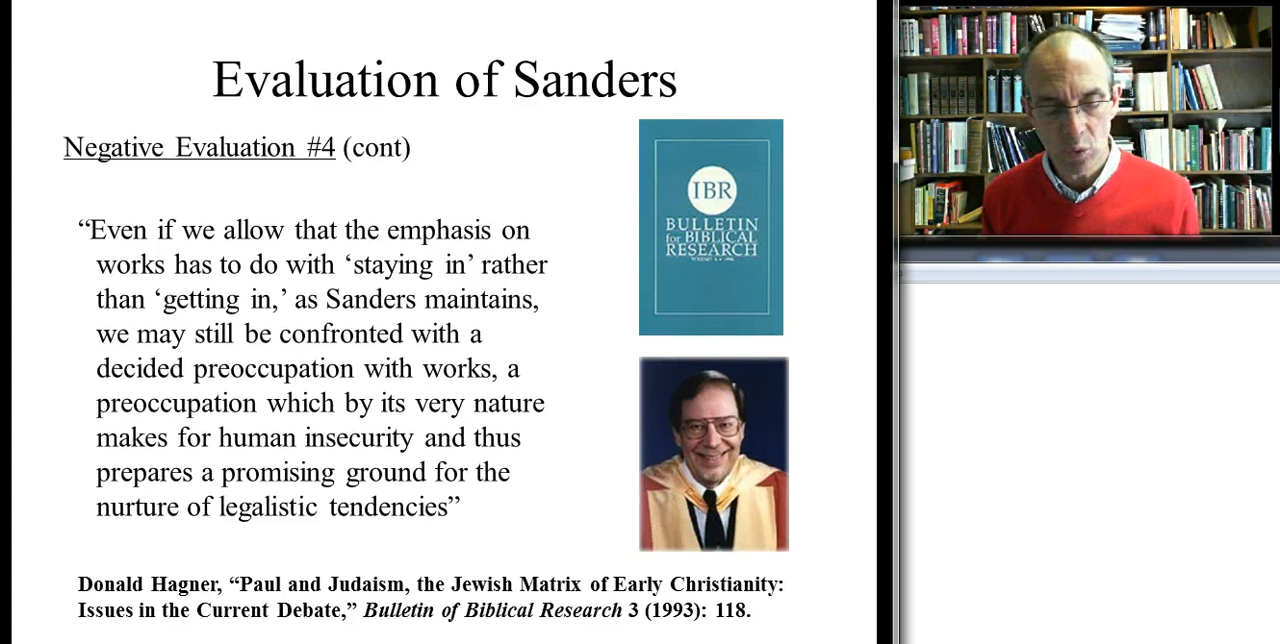 Evaluation of Sanders
Negative Evaluation #4 (cont)
“Even if we allow that the emphasis on
works has to do with ‘staying in’ rather
than ‘getting in,’ as Sanders maintains,
we may still be confronted with a
decided preoccupation with works, a
preoccupation which by its very nature
makes for human insecurity and thus
prepares a promising ground for the
nurture of legalistic tendencies”
IBR
BULLETIN
for BIBLICAL
RESEARCH
Donald Hagner, “Paul and Judaism, the Jewish Matrix of Early Christianity:
Issues in the Current Debate,” Bulletin of Biblical Research 3 (1993): 118.